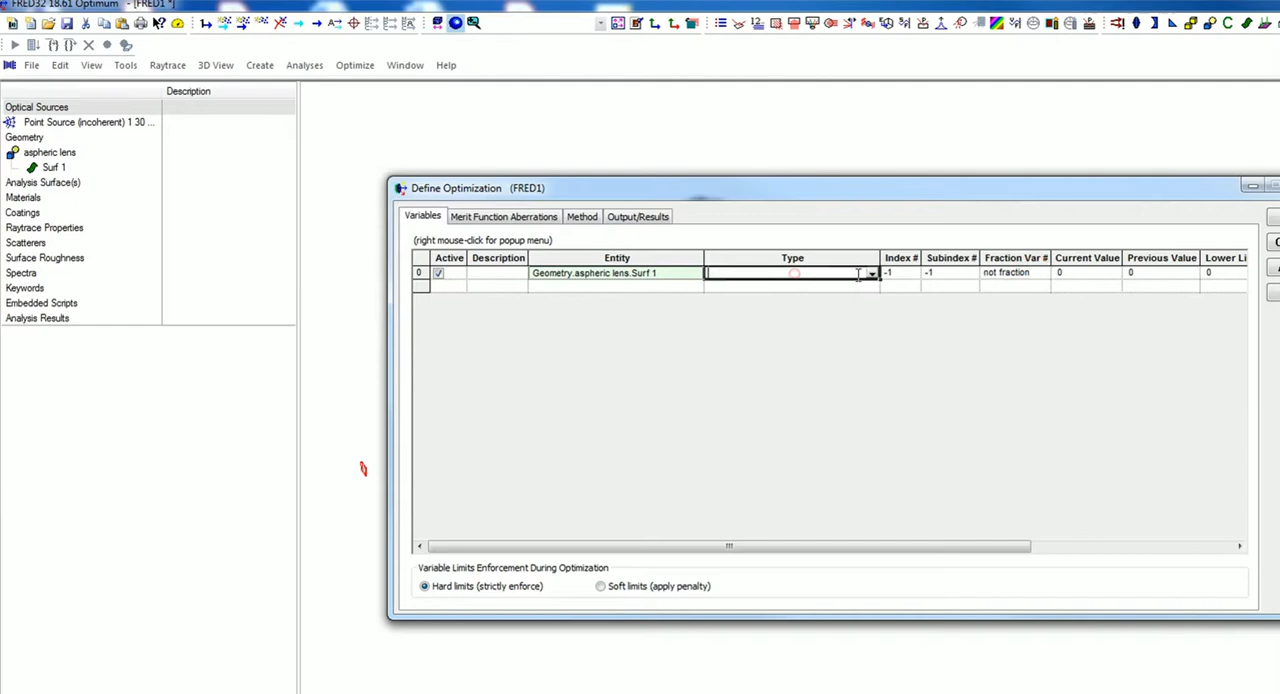 FRED32 18.61 Optimum - [FRED1 *]
File Edit View Tools Raytrace 3D View Create Analyses Optimize Window Help
Description
Optical Sources
Point Source (incoherent) 1 30 ...
Geometry
aspheric lens
Surf 1
Analysis Surface(s)
Materials
Coatings
Raytrace Properties
Scatterers
Surface Roughness
Spectra
Keywords
Embedded Scripts
Analysis Results
Define Optimization (FRED1)
Variables Merit Function Aberrations Method Output/Results
(right mouse-click for popup menu)
Active Description Entity Type Index # Subindex # Fraction Var # Current Value Previous Value Lower Li
0 Geometry.aspheric lens.Surf 1 -1 -1 not fraction 0 0 0
Variable Limits Enforcement During Optimization
Hard limits (strictly enforce) Soft limits (apply penalty)